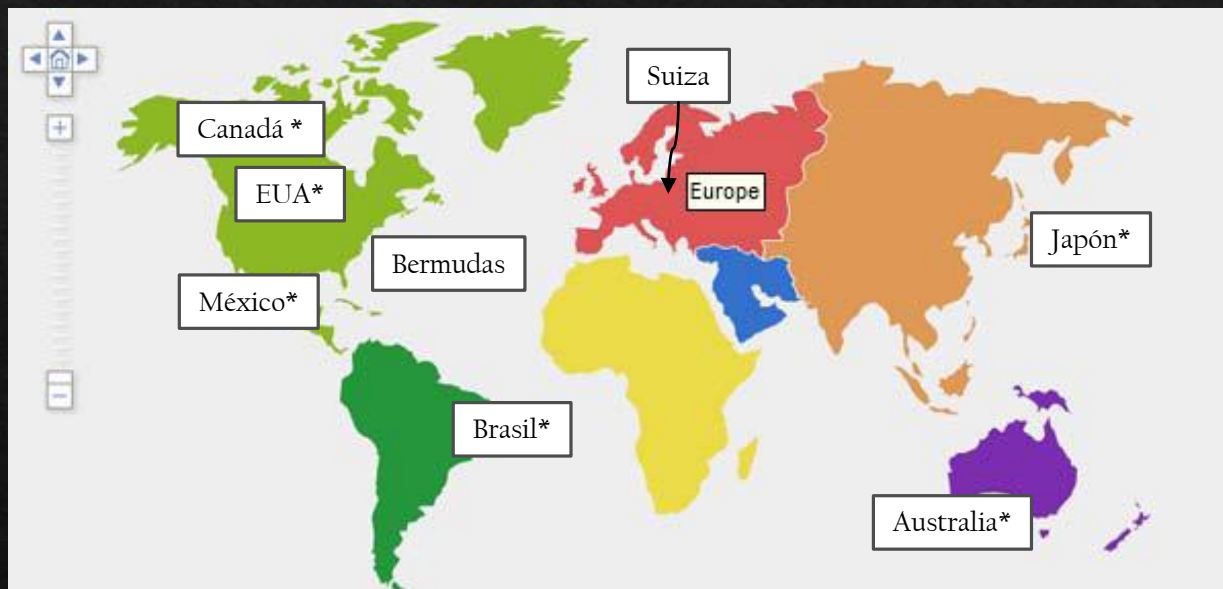 Suiza
Canadá *
EUA*
Europe
Bermudas
Japón*
México*
Brasil*
Australia*